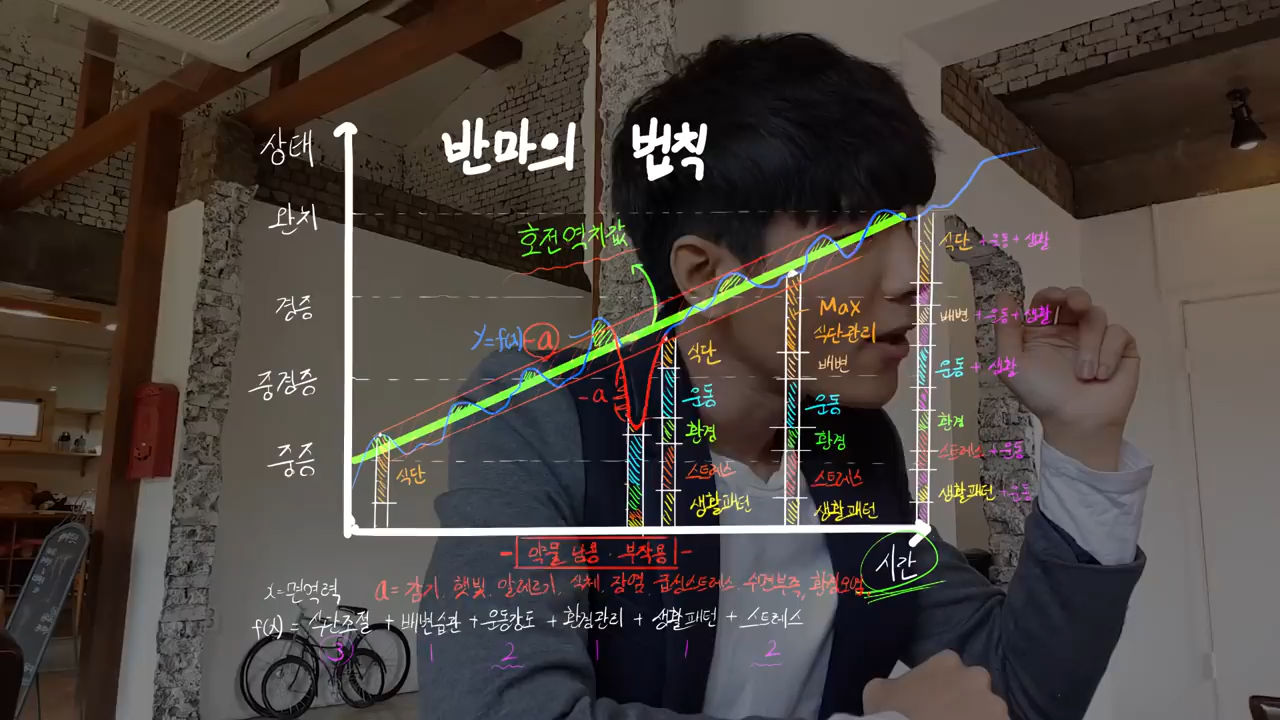 반마의 법칙
상태
완치
경증
중경증
중증
호전역치값
y=f(x)-a
-a
식단
식단
운동
환경
스트레스
생활패턴
Max
식단관리
배변
운동
환경
스트레스
생활패턴
식단 + 운동 + 생활
배변 + 운동 + 생활
운동 + 생활
환경
스트레스 + 운동
생활패턴 + 운동
시간
- 약물 남용·부작용 -
x=면역력
a= 감기, 햇빛, 알레르기, 식체, 장염, 급심스트레스, 수면부족, 환경오염
f(x) = 식단조절 + 배변습관 + 운동강도 + 환경관리 + 생활패턴 + 스트레스
3 1 2 1 1 2